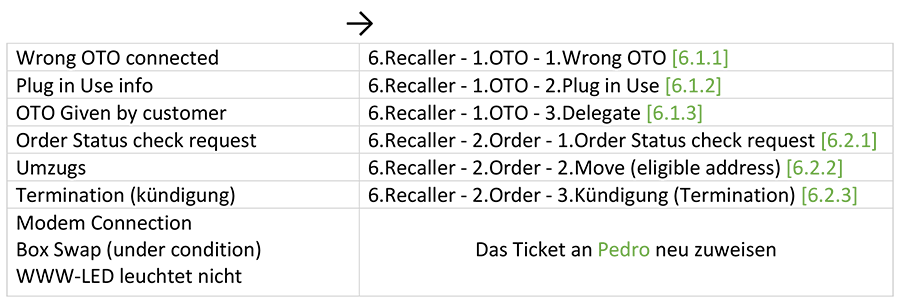 →
Wrong OTO connected 6.Recaller - 1.OTO - 1.Wrong OTO [6.1.1]
Plug in Use info 6.Recaller - 1.OTO - 2.Plug in Use [6.1.2]
OTO Given by customer 6.Recaller - 1.OTO - 3.Delegate [6.1.3]
Order Status check request 6.Recaller - 2.Order - 1.Order Status check request [6.2.1]
Umzugs 6.Recaller - 2.Order - 2.Move (eligible address) [6.2.2]
Termination (kündigung) 6.Recaller - 2.Order - 3.Kündigung (Termination) [6.2.3]
Modem Connection
Box Swap (under condition)
WWW-LED leuchtet nicht
Das Ticket an Pedro neu zuweisen